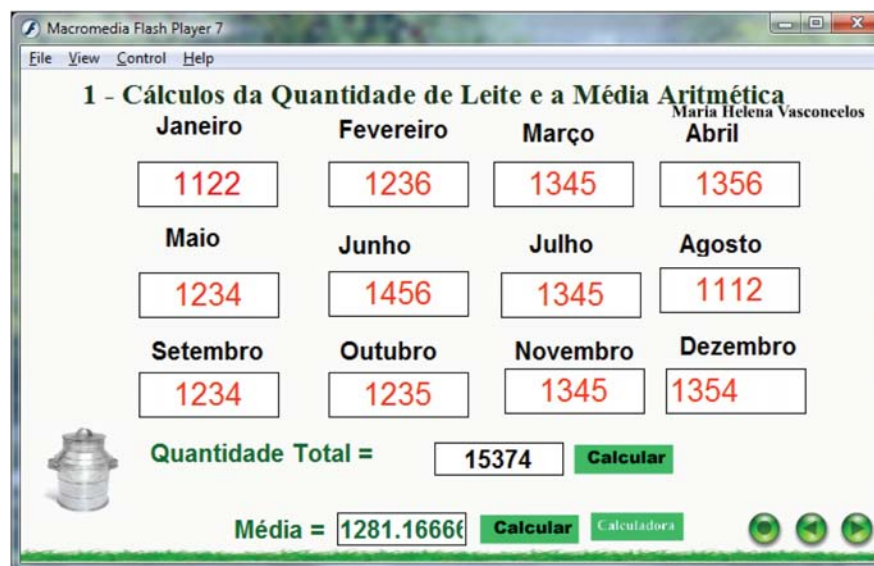 Macromedia Flash Player 7
File View Control Help
1 - Cálculos da Quantidade de Leite e a Média Aritmética
Maria Helena Vasconcelos
Janeiro Fevereiro Março Abril
1122 1236 1345 1356
Maio Junho Julho Agosto
1234 1456 1345 1112
Setembro Outubro Novembro Dezembro
1234 1235 1345 1354
Quantidade Total = 15374 Calcular
Média = 1281.16666 Calcular Calculadora